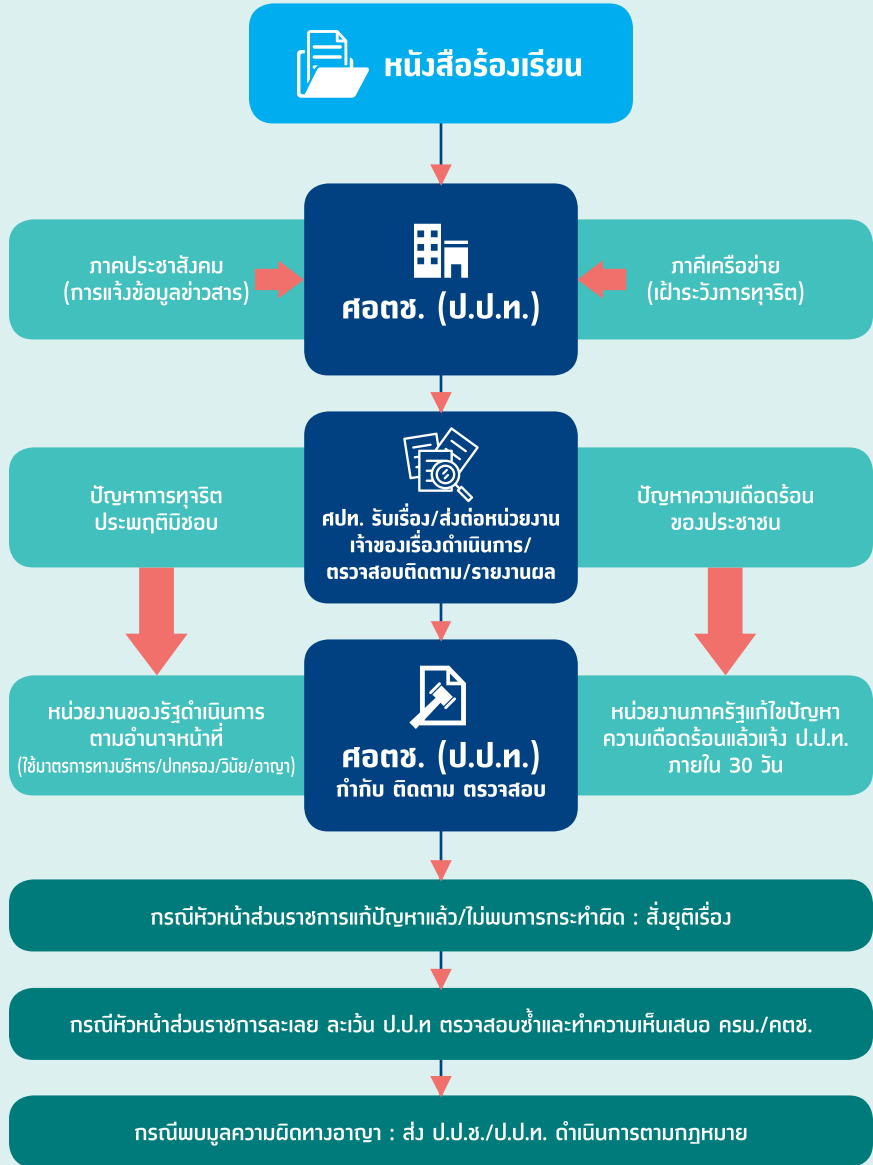 หนังสือร้องเรียน
ภาคประชาสังคม
(การแจ้งข้อมูลข่าวสาร)
ศอตช. (ป.ป.ท.)
ภาคีเครือข่าย
(เฝ้าระวังการทุจริต)
ปัญหาการทุจริต
ประพฤติมิชอบ
ศปท. รับเรื่อง/ส่งต่อหน่วยงาน
เจ้าของเรื่องดำเนินการ/
ตรวจสอบติดตาม/รายงานผล
ปัญหาความเดือดร้อน
ของประชาชน
หน่วยงานของรัฐดำเนินการ
ตามอำนาจหน้าที่
(ใช้มาตรการทางบริหาร/ปกครอง/วินัย/อาญา)
ศอตช. (ป.ป.ท.)
กำกับ ติดตาม ตรวจสอบ
หน่วยงานภาครัฐแก้ไขปัญหา
ความเดือดร้อนแล้วแจ้ง ป.ป.ท.
ภายใน 30 วัน
กรณีหัวหน้าส่วนราชการแก้ปัญหาแล้ว/ไม่พบการกระทำผิด : สั่งยุติเรื่อง
กรณีหัวหน้าส่วนราชการละเลย ละเว้น ป.ป.ท ตรวจสอบซ้ำและทำความเห็นเสนอ ครม./คตช.
กรณีพบมูลความผิดทางอาญา : ส่ง ป.ป.ช./ป.ป.ท. ดำเนินการตามกฎหมาย